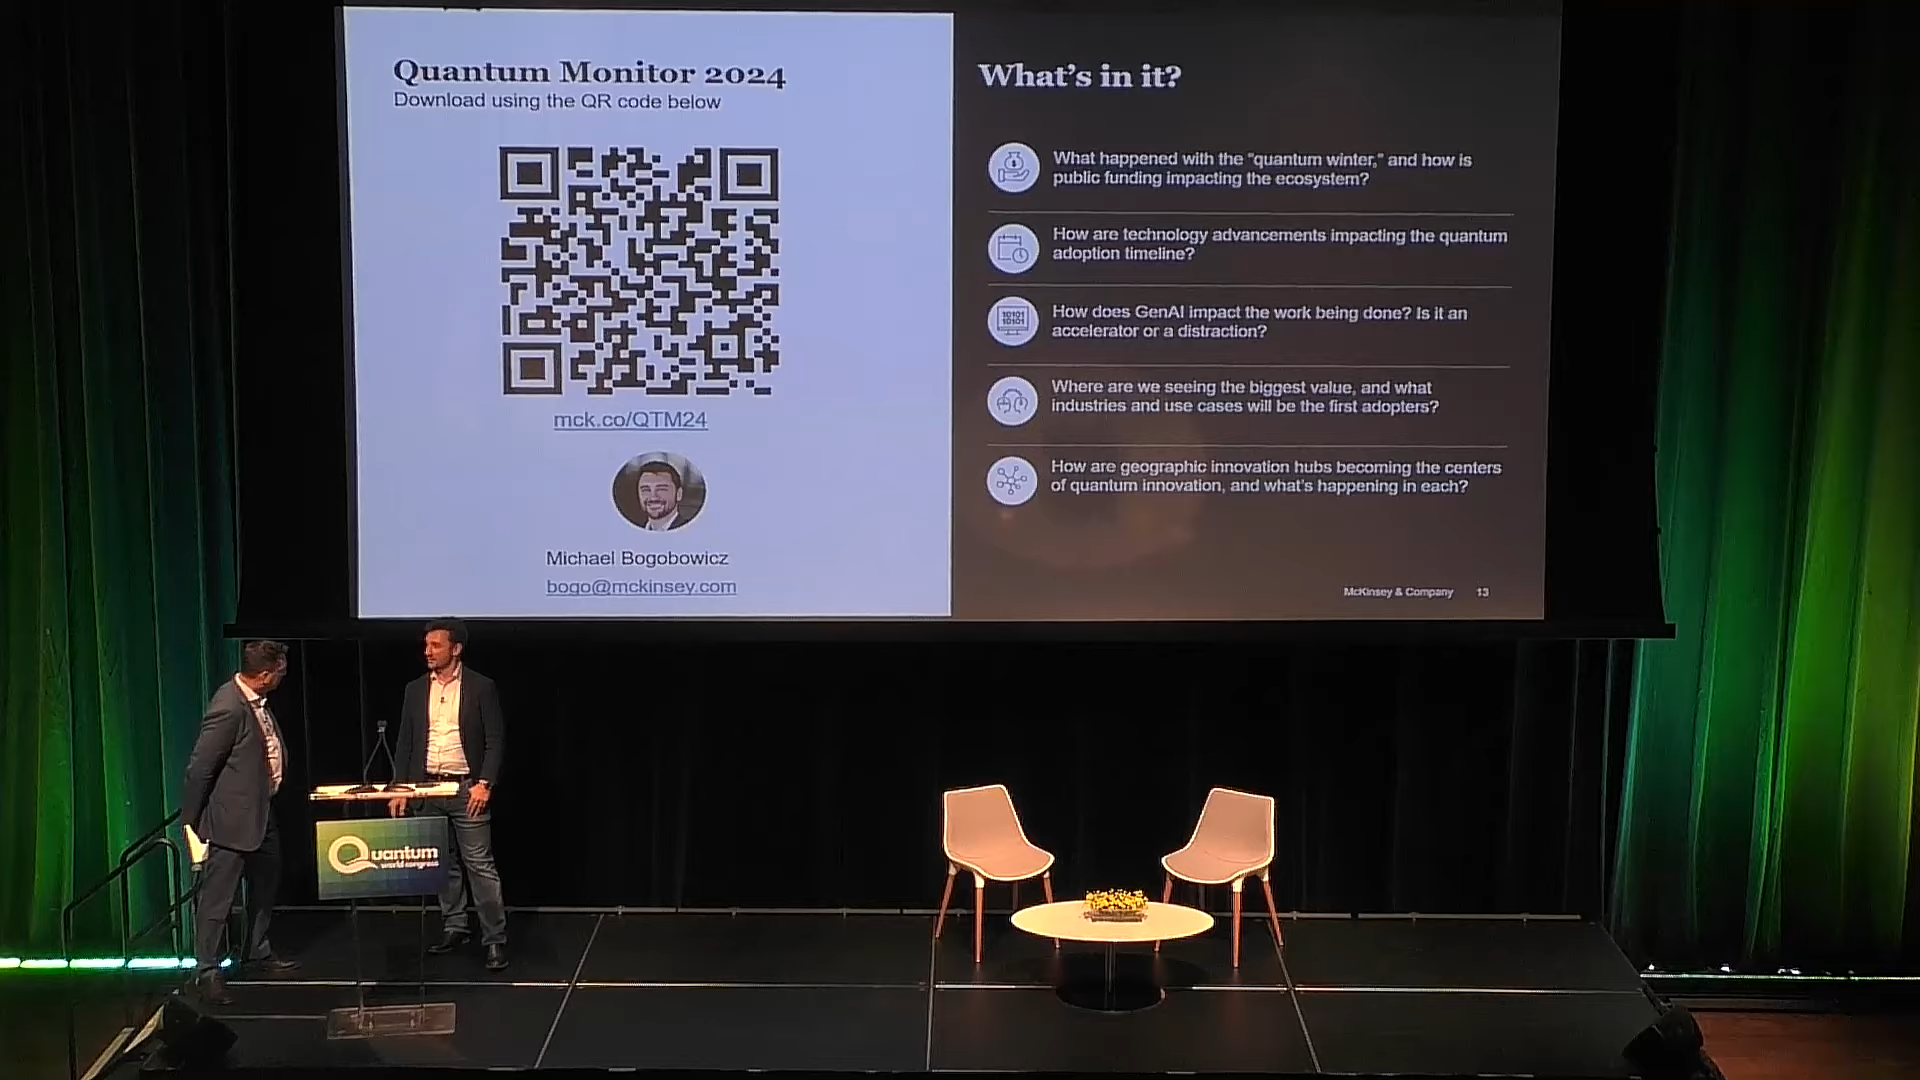 Quantum Monitor 2024
Download using the QR code below
mck.co/QTM24
Michael Bogobowicz
bogo@mckinsey.com
What's in it?
What happened with the "quantum winter," and how is
public funding impacting the ecosystem?
How are technology advancements impacting the quantum
adoption timeline?
10101
10101
How does GenAI impact the work being done? Is it an
accelerator or a distraction?
Where are we seeing the biggest value, and what
industries and use cases will be the first adopters?
How are geographic innovation hubs becoming the centers
of quantum innovation, and what's happening in each?
McKinsey & Company 13
Quantum
world congress